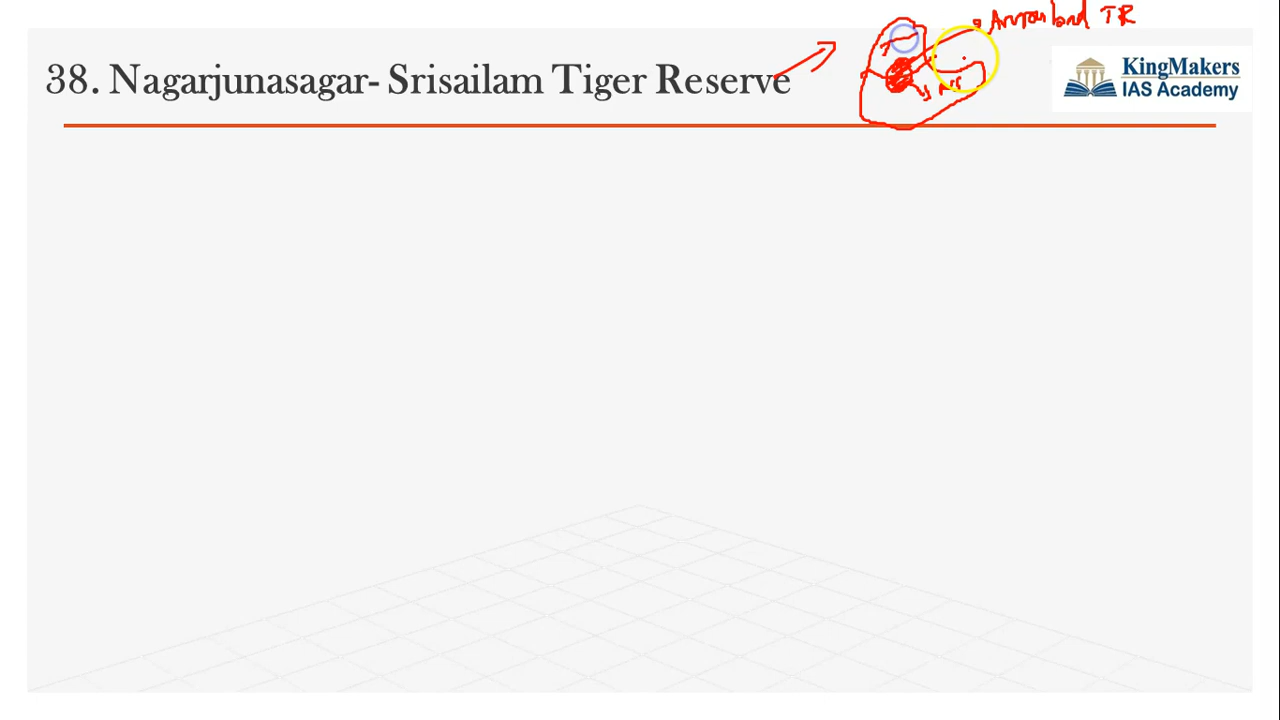 Amrabad TR
38. Nagarjunasagar- Srisailam Tiger Reserve
KingMakers
IAS Academy